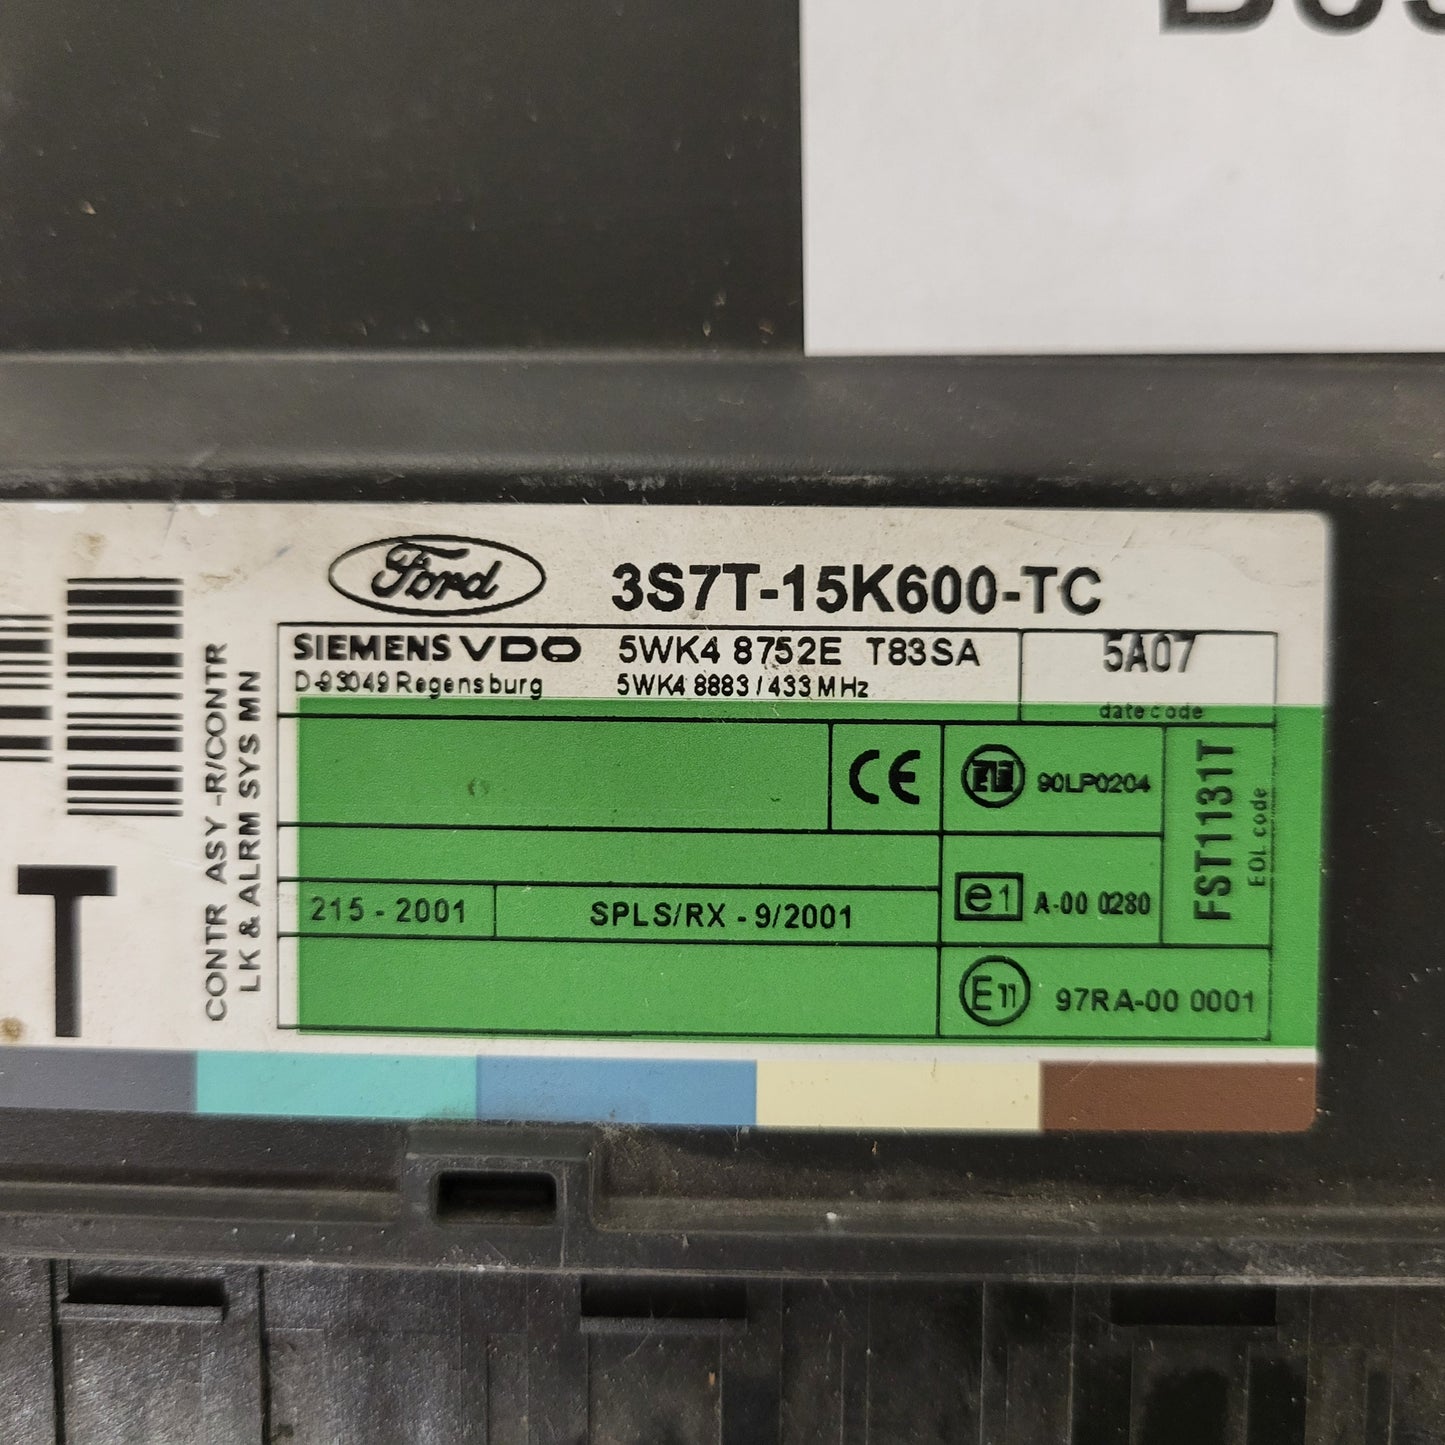 Ford
3S7T-15K600-TC
SIEMENS VDO 5WK4 8752E T83SA 5A07
D-93049 Regensburg 5WK4 8883 / 433 MHz
date code
CE
90LP0204
FST1131T
EOL code
e1 A-00 0280
215 - 2001 SPLS/RX - 9/2001
E11 97RA-00 0001
CONTR ASY -R/CONTR
LK & ALRM SYS MN
T